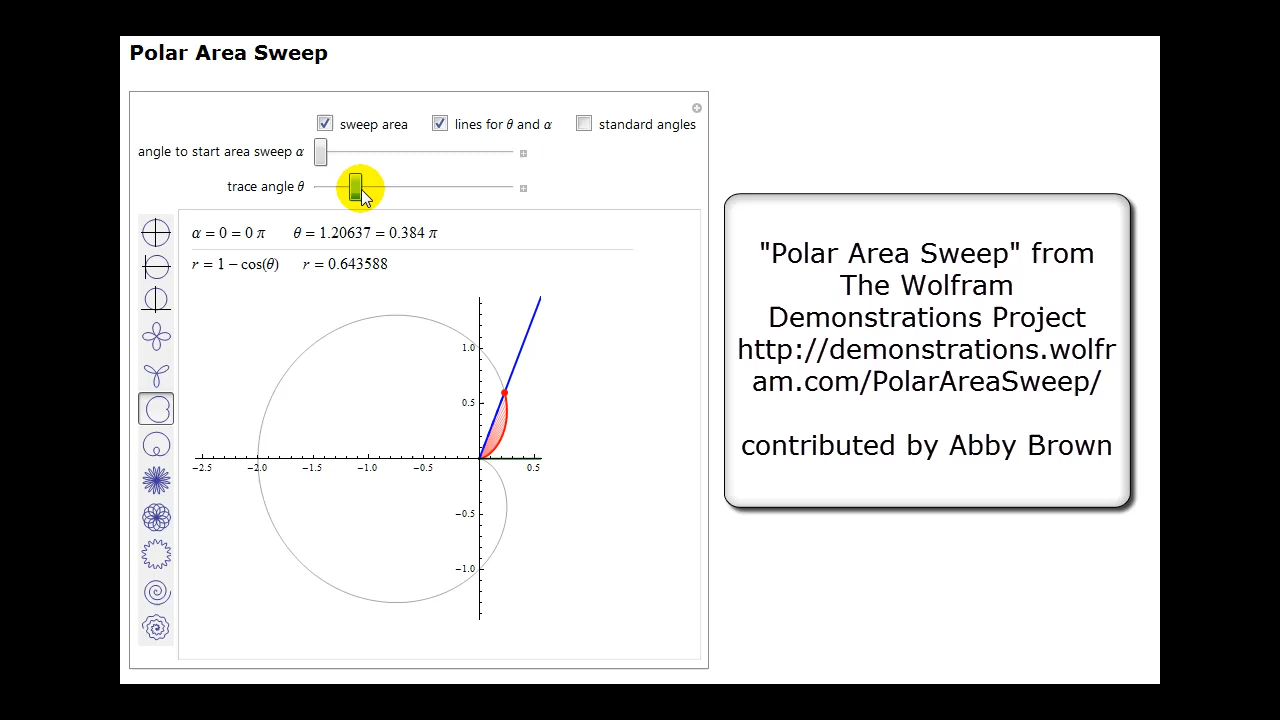 Polar Area Sweep
sweep area lines for θ and α standard angles
angle to start area sweep α
trace angle θ
α = 0 = 0 π θ = 1.20637 = 0.384 π
r = 1 − cos(θ) r = 0.643588
1.0
0.5
−2.5 −2.0 −1.5 −1.0 −0.5 0.5
−0.5
−1.0
"Polar Area Sweep" from
The Wolfram
Demonstrations Project
http://demonstrations.wolfr
am.com/PolarAreaSweep/
contributed by Abby Brown